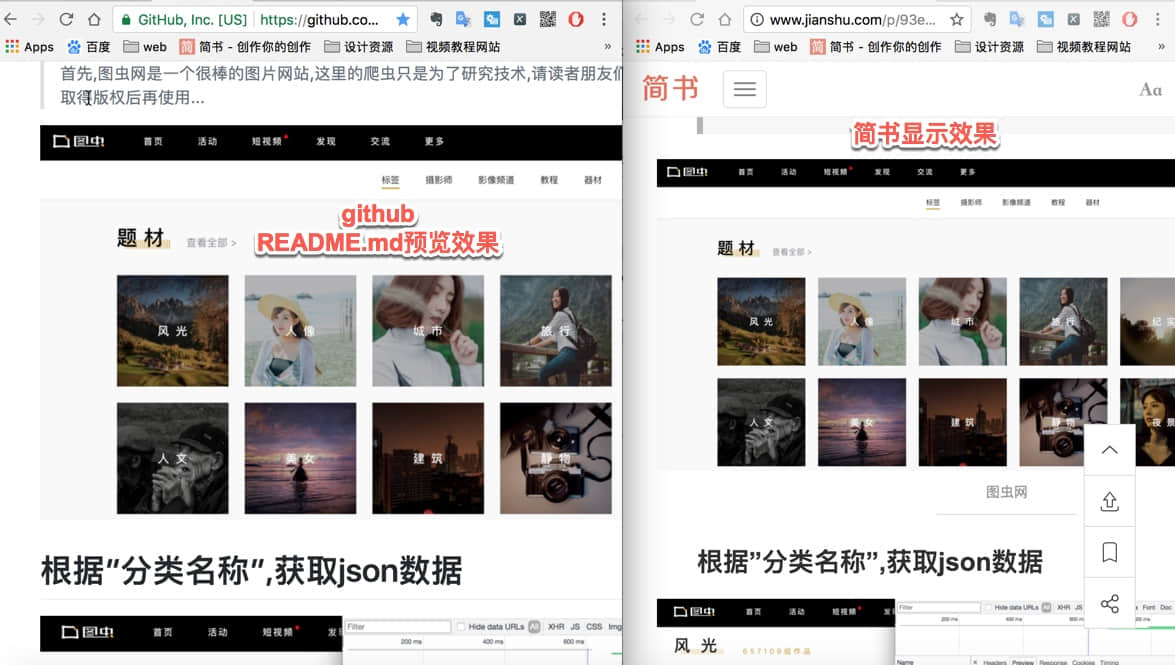 GitHub, Inc. [US]
https://github.co...
Apps
百度
web
简
简书 - 创作你的创作
设计资源
视频教程网站
»
首先,图虫网是一个很棒的图片网站,这里的爬虫只是为了研究技术,请读者朋友们
取得版权后再使用...
图虫
首页
活动
短视频
发现
交流
更多
标签
摄影师
影像频道
教程
器材
github
README.md预览效果
题材
查看全部 >
风光
人像
城市
旅行
人文
美女
建筑
静物
根据”分类名称”,获取json数据
图虫
首页
活动
短视频
Filter
Hide data URLs
All
XHR
JS
CSS
Img
200 ms
400 ms
600 ms
www.jianshu.com/p/93e...
Apps
百度
web
简
简书 - 创作你的创作
设计资源
视频教程网站
»
简书
Aa
简书显示效果
图虫
首页
活动
短视频
发现
交流
更多
标签
摄影师
影像频道
教程
器材
题材
查看全部 >
风光
人像
城市
旅行
纪实
人文
美女
建筑
静物
夜景
图虫网
根据”分类名称”,获取json数据
图虫
首页
活动
短视频
Filter
Hide data URLs
All
XHR
JS
Font
Doc
200 ms
400 ms
风光
657109组作品
Name
×
Headers
Preview
Response
Cookies
Timing